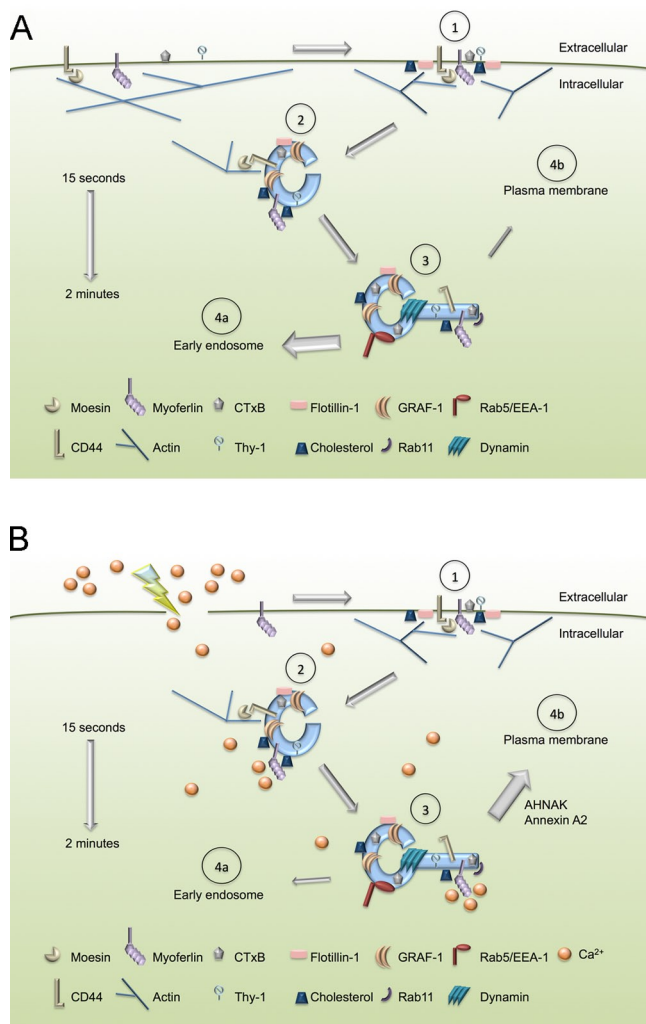 A
1
Extracellular
Intracellular
2
4b
Plasma membrane
15 seconds
3
2 minutes
4a
Early endosome
Moesin Myoferlin CTxB Flotillin-1 GRAF-1 Rab5/EEA-1
CD44 Actin Thy-1 Cholesterol Rab11 Dynamin
B
1
Extracellular
Intracellular
2
4b
Plasma membrane
15 seconds
3
AHNAK
Annexin A2
2 minutes
4a
Early endosome
Moesin Myoferlin CTxB Flotillin-1 GRAF-1 Rab5/EEA-1 Ca²⁺
CD44 Actin Thy-1 Cholesterol Rab11 Dynamin